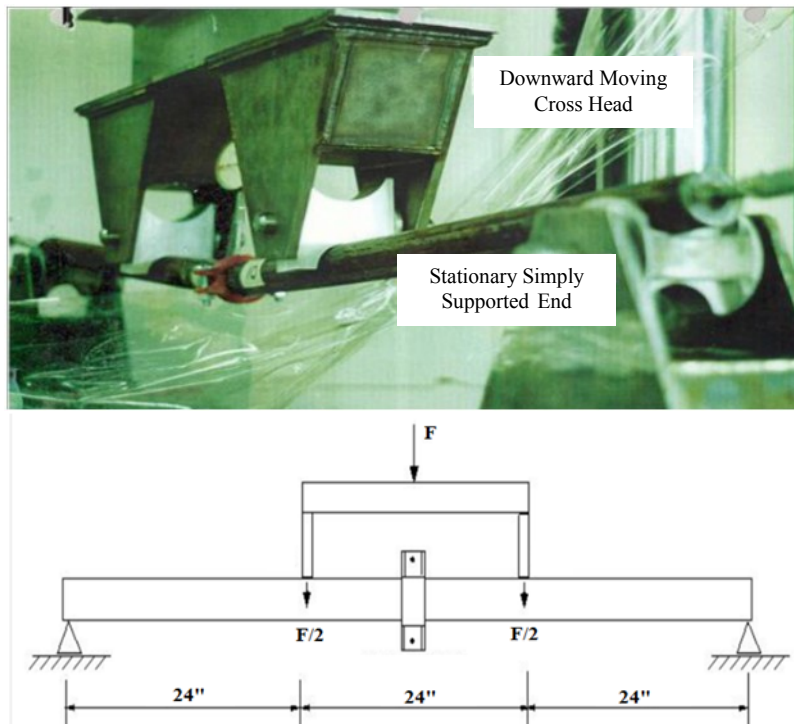 Downward Moving
Cross Head
Stationary Simply
Supported End
F
F/2 F/2
24" 24" 24"